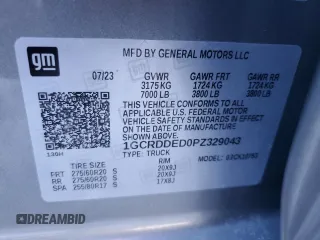 gm
MFD BY GENERAL MOTORS LLC
07/23 GVWR GAWR FRT GAWR RR
3175 KG 1724 KG 1724 KG
7000 LB 3800 LB 3800 LB
THIS VEHICLE CONFORMS TO ALL
APPLICABLE U.S. FEDERAL MOTOR
VEHICLE SAFETY STANDARDS IN
EFFECT ON THE DATE OF
MANUFACTURE SHOWN ABOVE.
1GCRDDED0PZ329043
TYPE: TRUCK MODEL:
TIRE SIZE RIM
FRT 275/60R20 S 20X9J
RR 275/60R20 S 20X9J
SPA 255/80R17 S 17X8J
DREAMBID